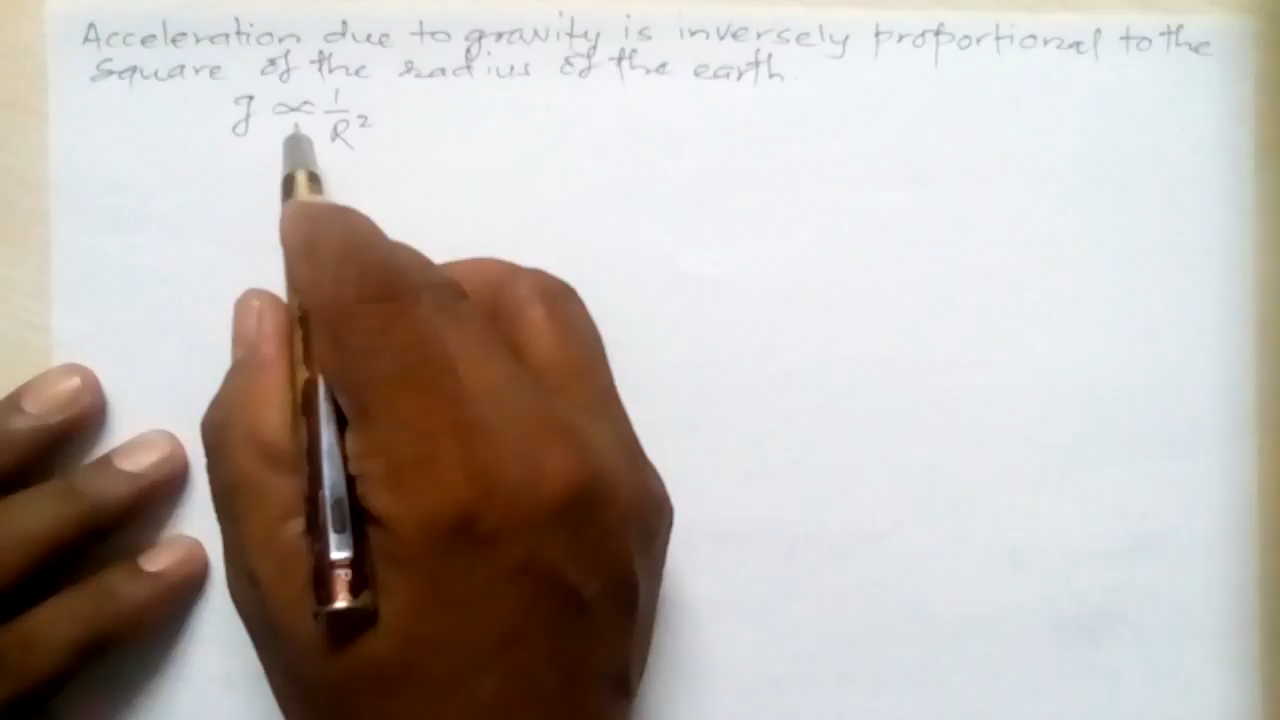 Acceleration due to gravity is inversely proportional to the
square of the radius of the earth.
g ∝ 1/R²